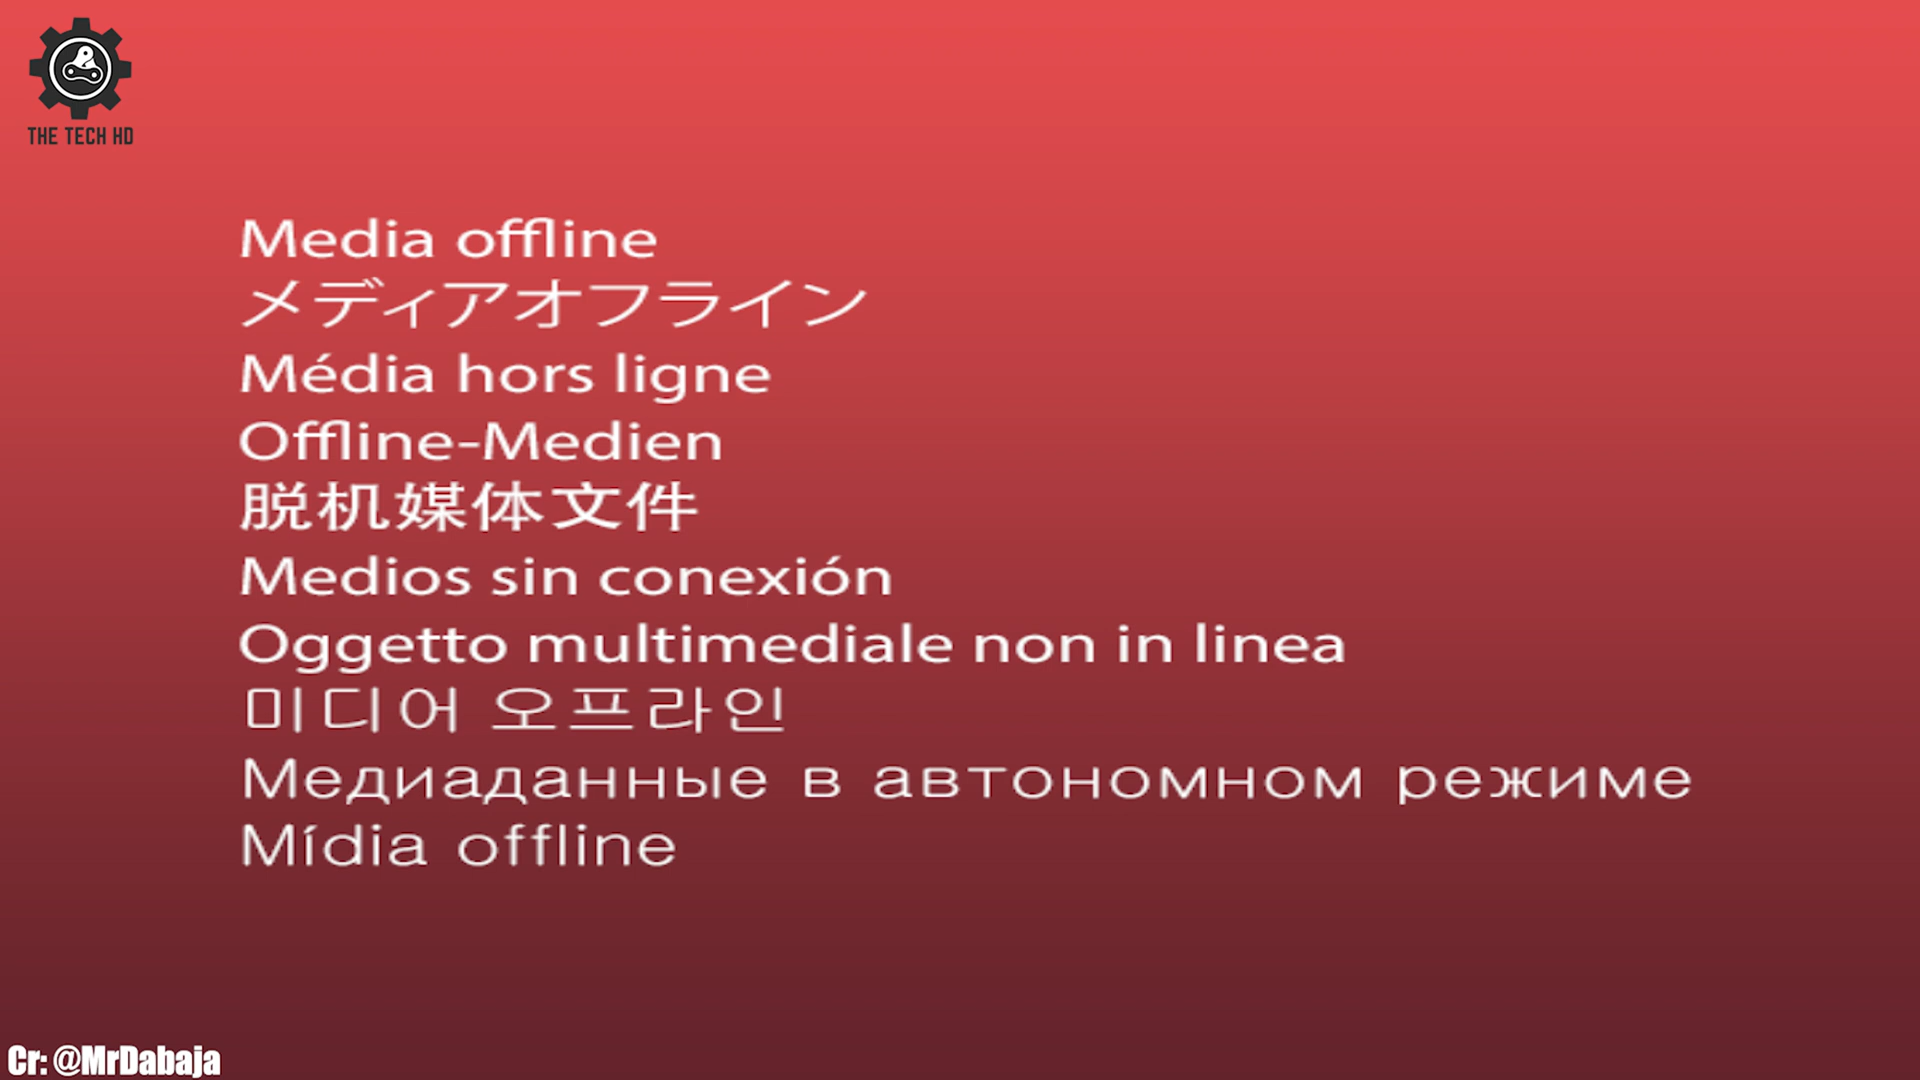 THE TECH HD
Media offline
メディアオフライン
Média hors ligne
Offline-Medien
脱机媒体文件
Medios sin conexión
Oggetto multimediale non in linea
미디어 오프라인
Медиаданные в автономном режиме
Mídia offline
Cr: @MrDabaja